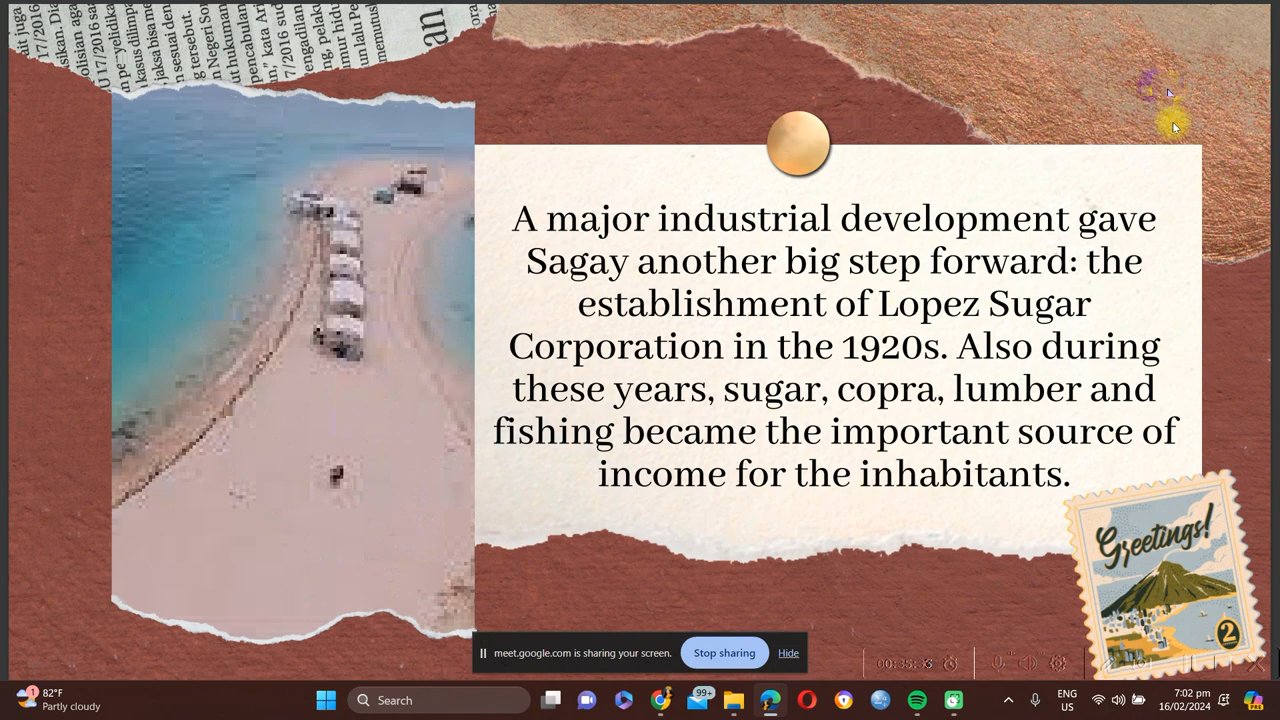 A major industrial development gave
Sagay another big step forward: the
establishment of Lopez Sugar
Corporation in the 1920s. Also during
these years, sugar, copra, lumber and
fishing became the important source of
income for the inhabitants.
Greetings!
2
meet.google.com is sharing your screen.
Stop sharing
Hide
1
82°F
Partly cloudy
Search
99+
ENG
US
7:02 pm
16/02/2024